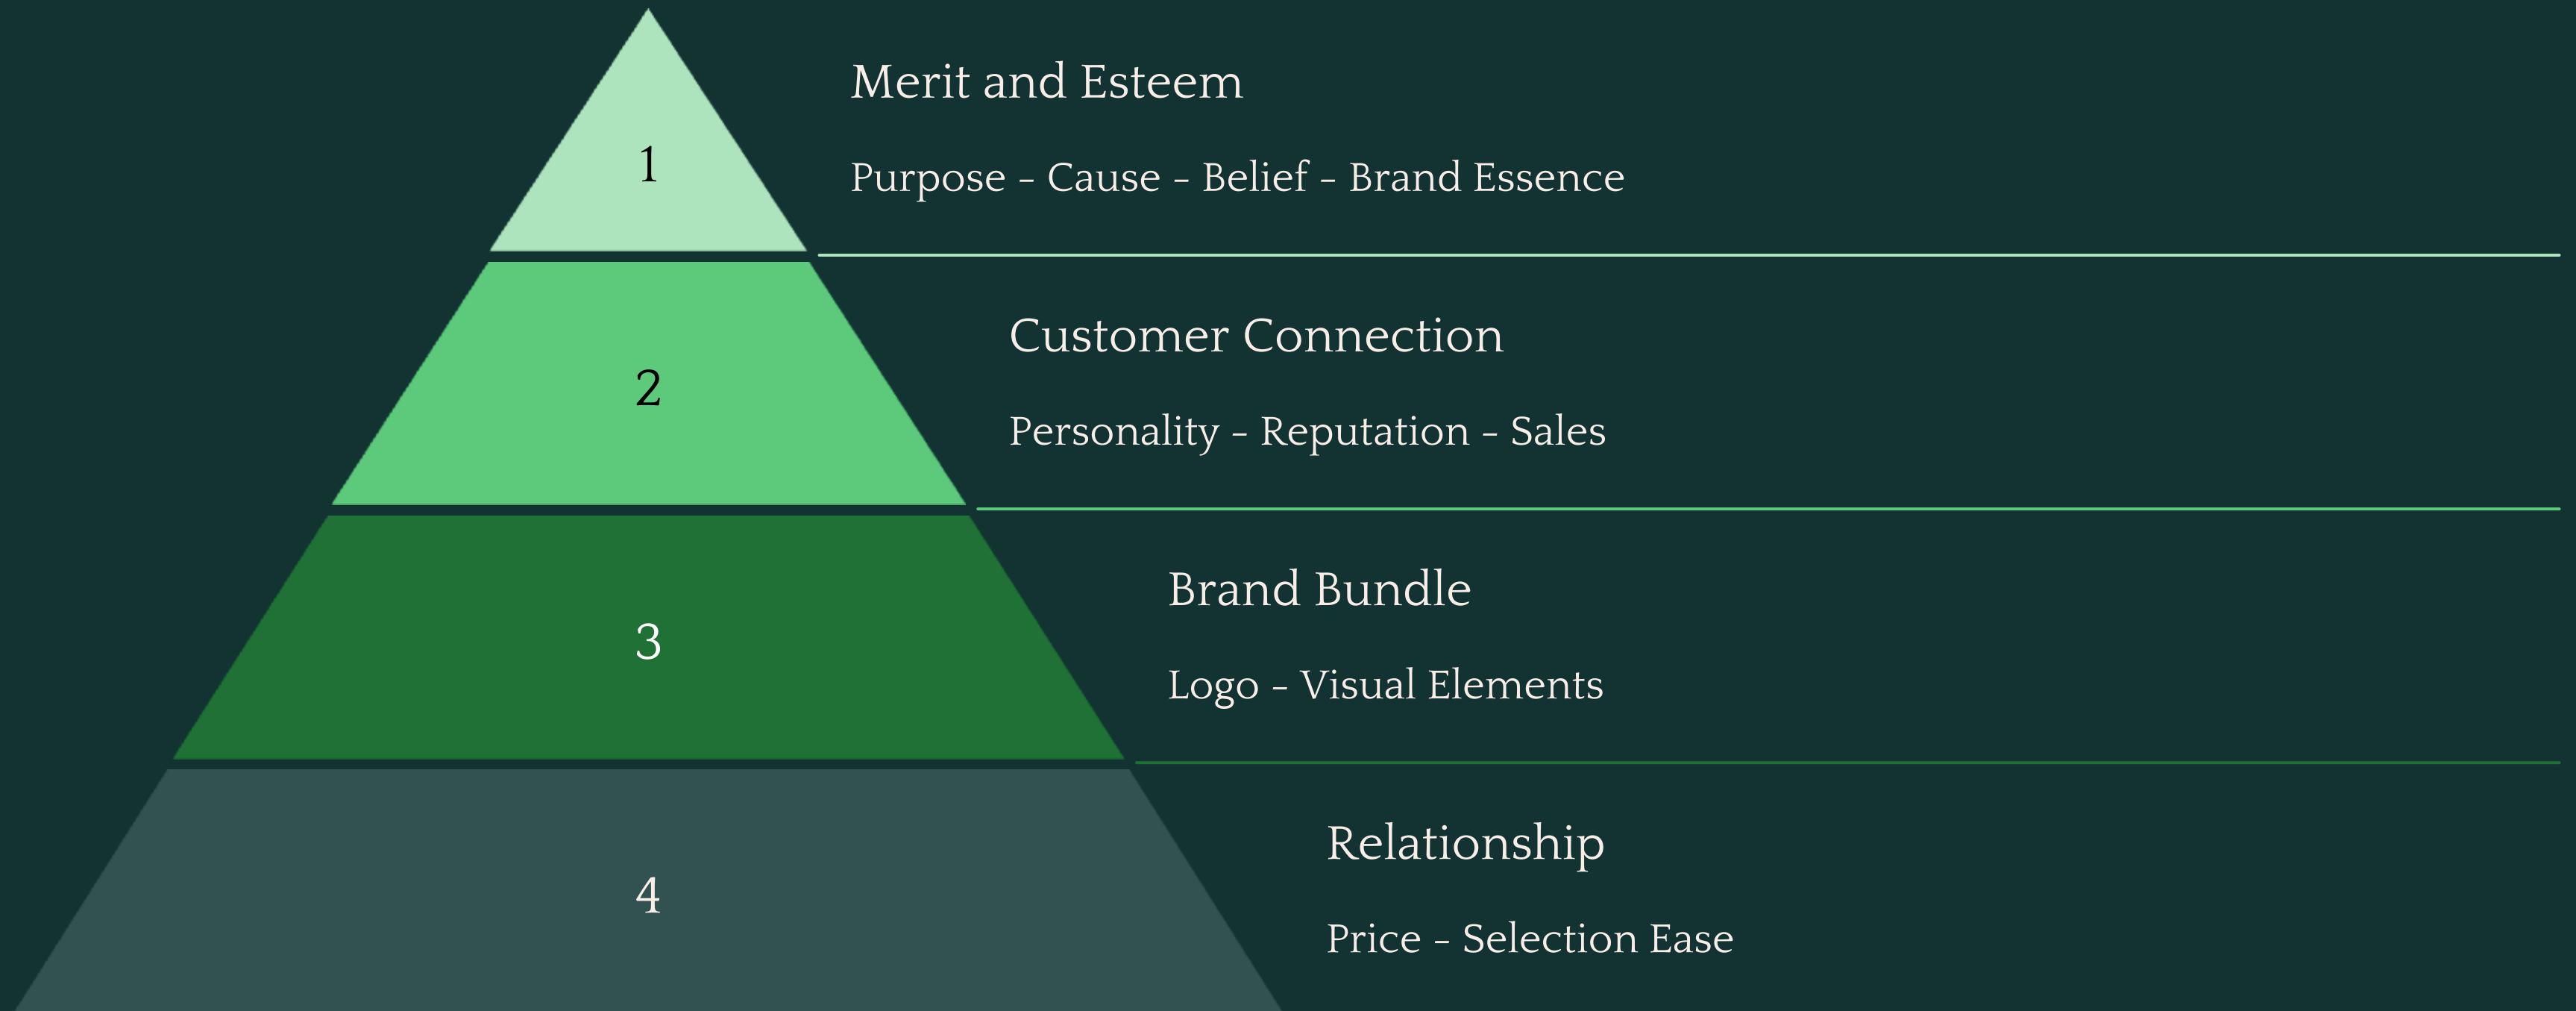 1
Merit and Esteem
Purpose - Cause - Belief - Brand Essence
2
Customer Connection
Personality - Reputation - Sales
3
Brand Bundle
Logo - Visual Elements
4
Relationship
Price - Selection Ease